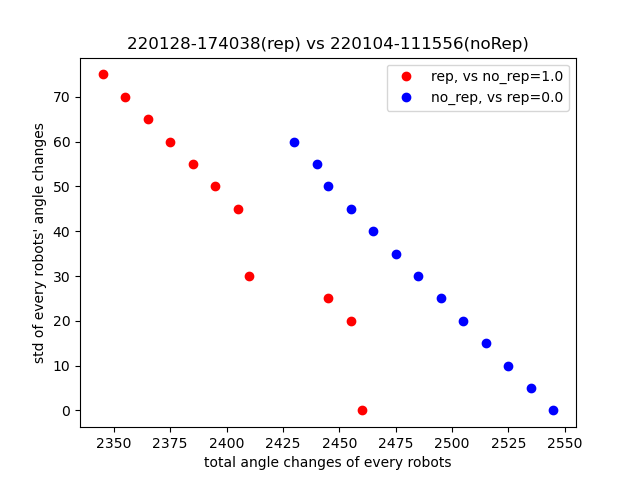 220128-174038(rep) vs 220104-111556(noRep)
rep, vs no_rep=1.0
no_rep, vs rep=0.0
std of every robots' angle changes
70
60
50
40
30
20
10
0
2350 2375 2400 2425 2450 2475 2500 2525 2550
total angle changes of every robots